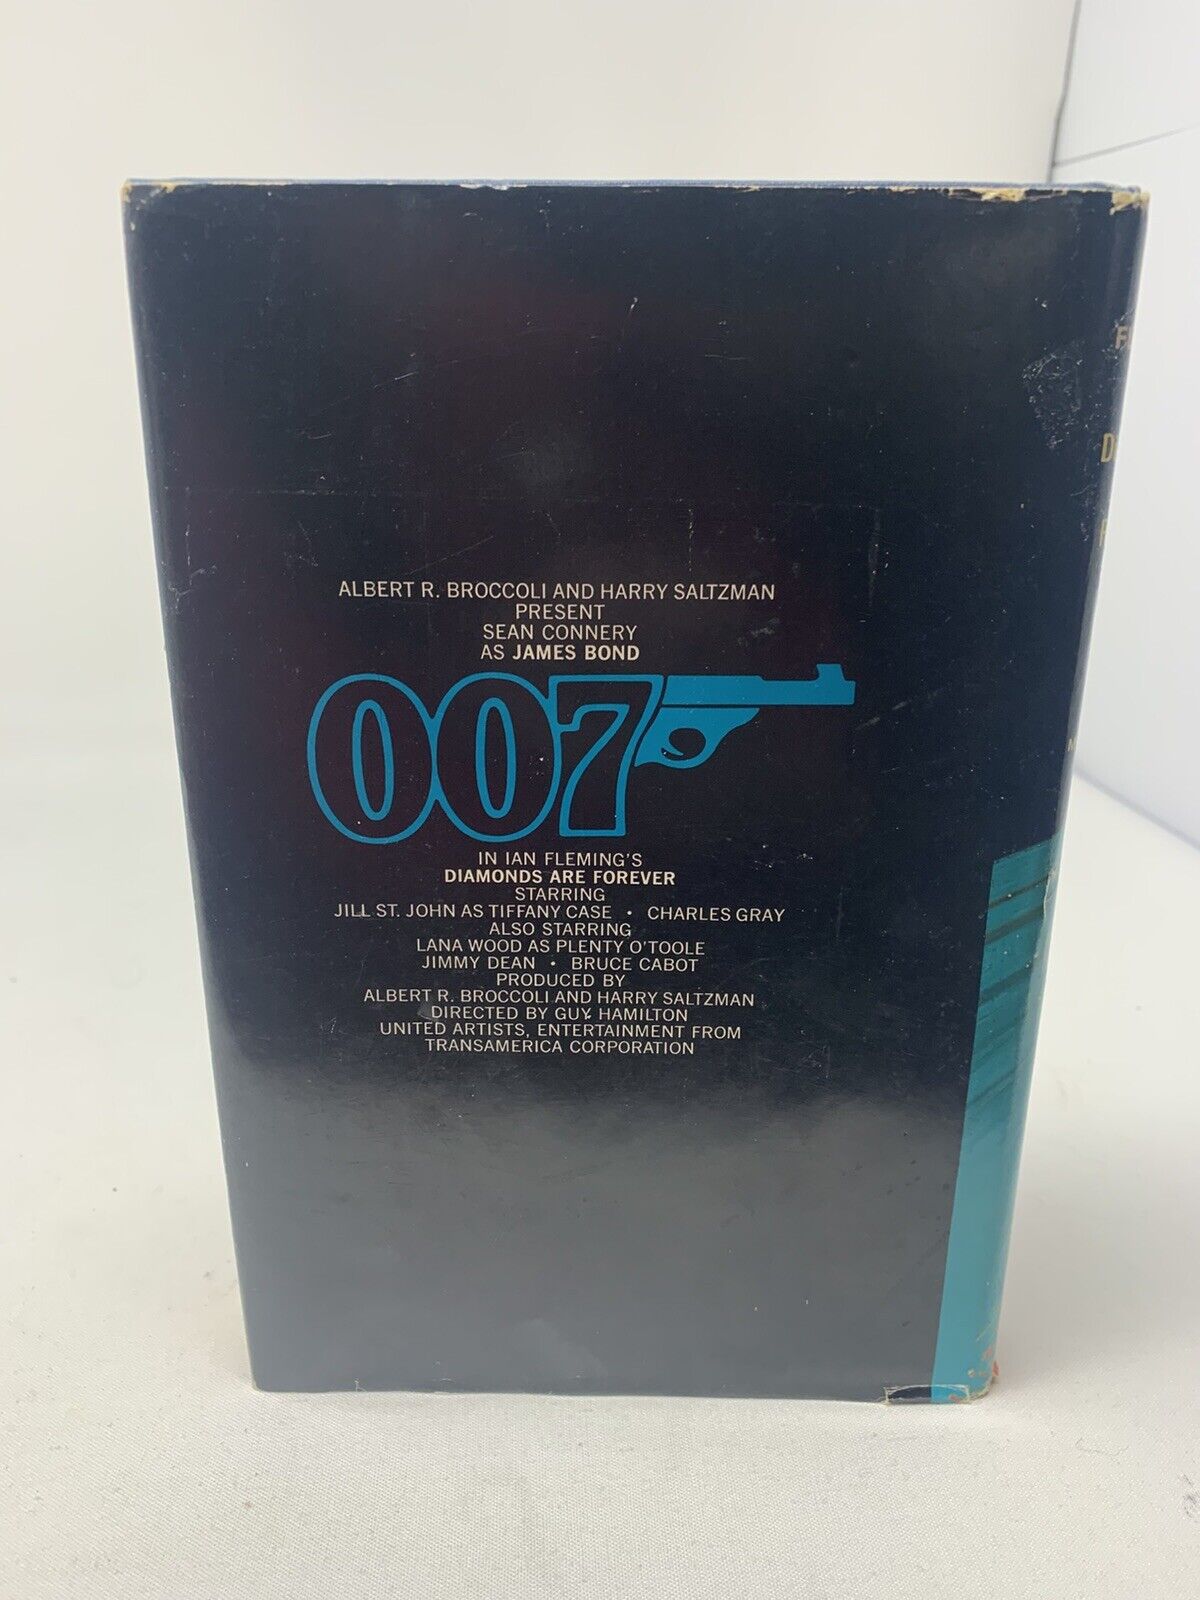 ALBERT R. BROCCOLI AND HARRY SALTZMAN
PRESENT
SEAN CONNERY
AS JAMES BOND
007
IN IAN FLEMING'S
DIAMONDS ARE FOREVER
STARRING
JILL ST. JOHN AS TIFFANY CASE • CHARLES GRAY
ALSO STARRING
LANA WOOD AS PLENTY O'TOOLE
JIMMY DEAN • BRUCE CABOT
PRODUCED BY
ALBERT R. BROCCOLI AND HARRY SALTZMAN
DIRECTED BY GUY HAMILTON
UNITED ARTISTS, ENTERTAINMENT FROM
TRANSAMERICA CORPORATION